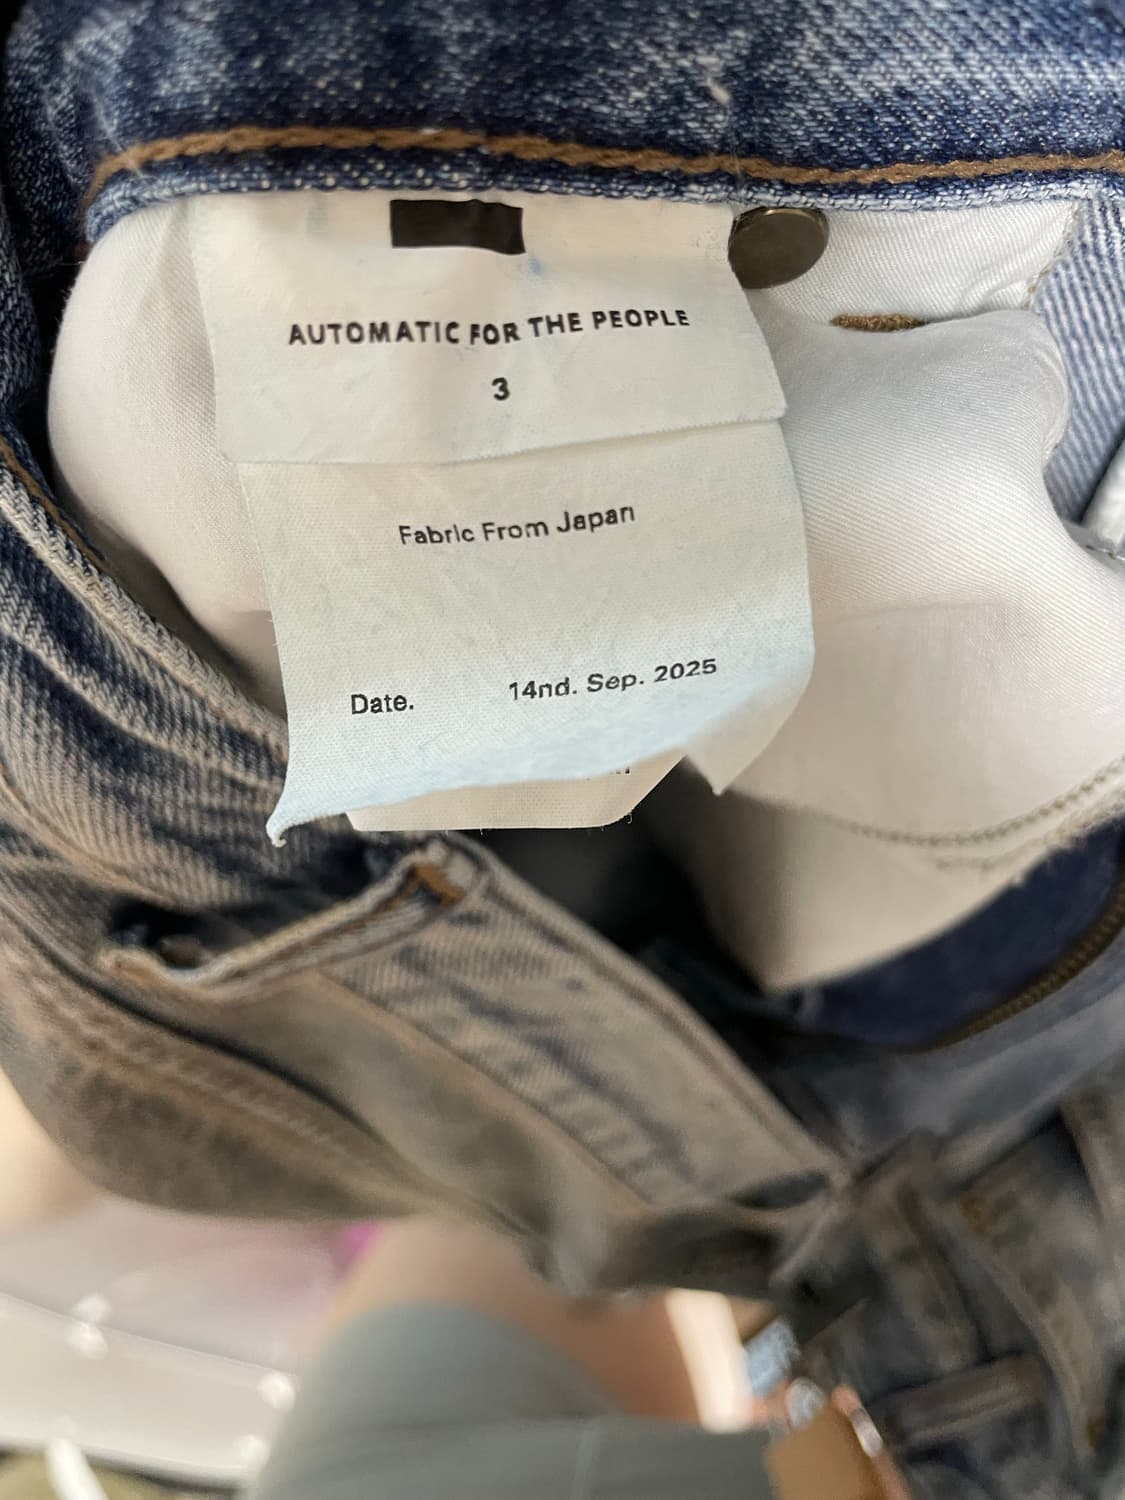 AUTOMATIC FOR THE PEOPLE
3
Fabric From Japan
Date. 14nd. Sep. 2025